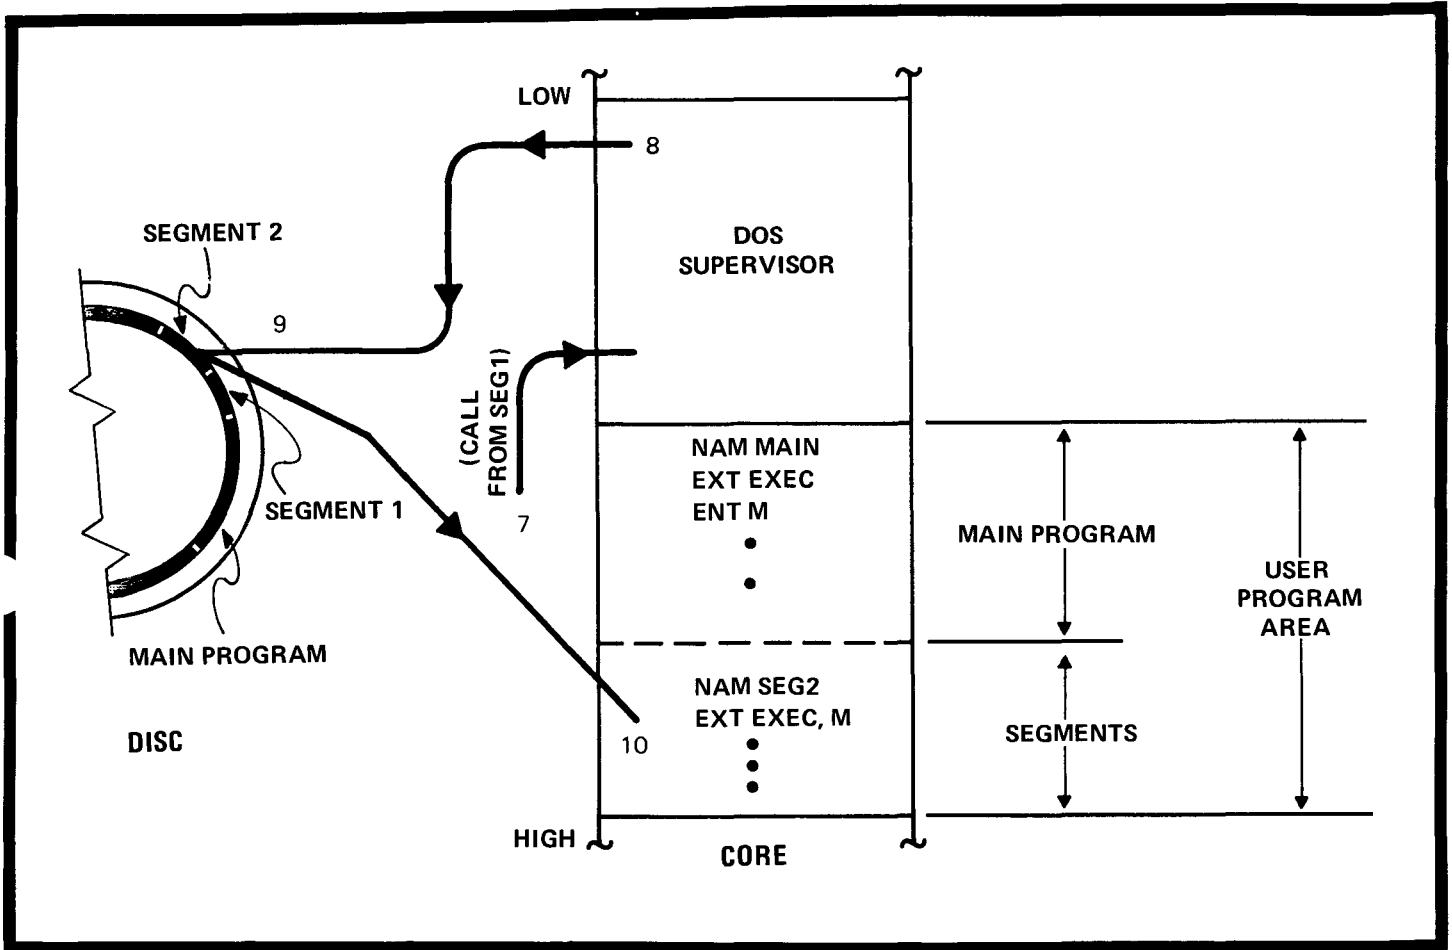 LOW
8
SEGMENT 2
DOS
SUPERVISOR
9
(CALL
FROM SEG1)
NAM MAIN
EXT EXEC
ENT M
SEGMENT 1
7
MAIN PROGRAM
USER
PROGRAM
AREA
MAIN PROGRAM
NAM SEG2
EXT EXEC, M
DISC
10
SEGMENTS
HIGH
CORE